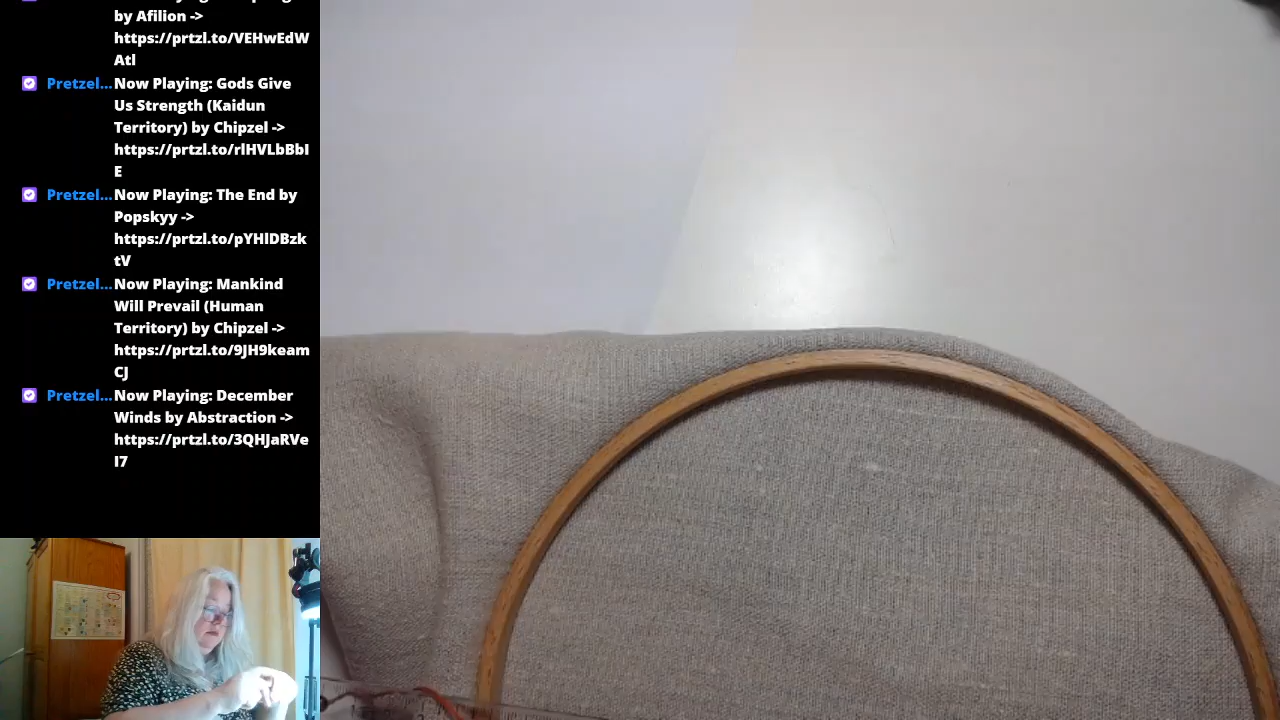 by Afilion ->
https://prtzl.to/VEHwEdW
Atl
Pretzel... Now Playing: Gods Give
Us Strength (Kaidun
Territory) by Chipzel ->
https://prtzl.to/rlHVLbBbI
E
Pretzel... Now Playing: The End by
Popskyy ->
https://prtzl.to/pYHlDBzk
tV
Pretzel... Now Playing: Mankind
Will Prevail (Human
Territory) by Chipzel ->
https://prtzl.to/9JH9keam
CJ
Pretzel... Now Playing: December
Winds by Abstraction ->
https://prtzl.to/3QHJaRVe
I7